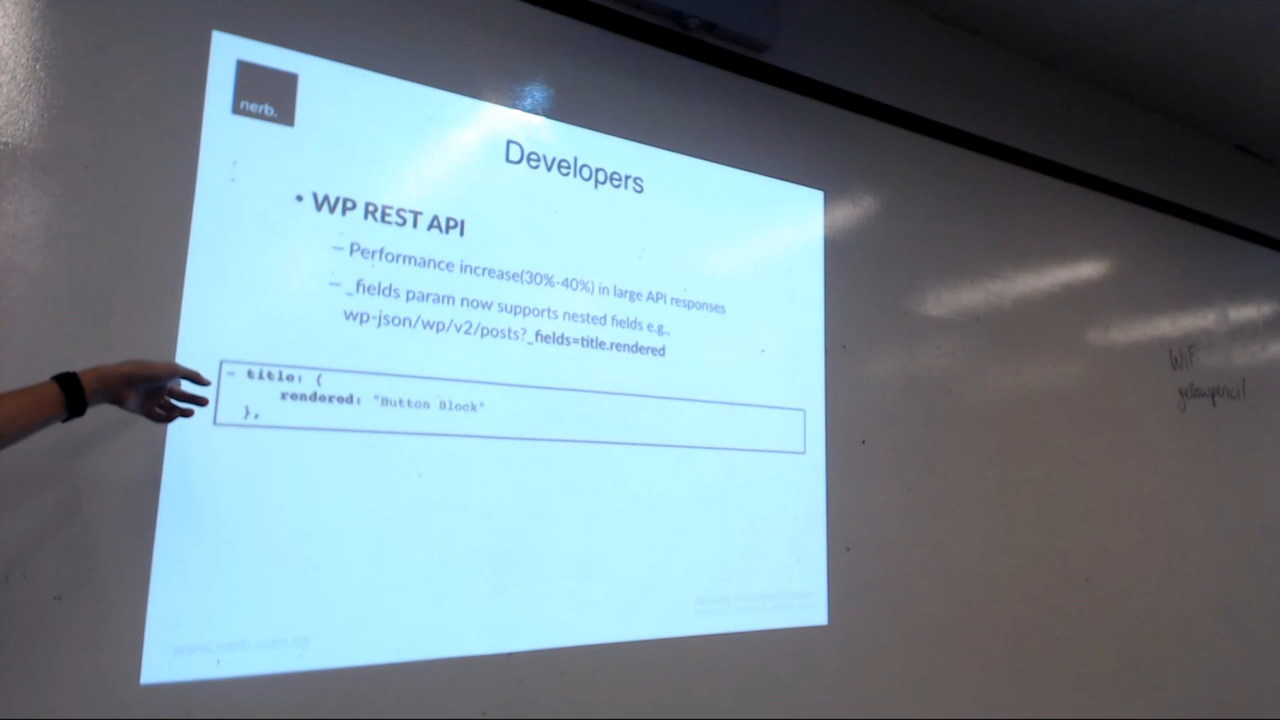 nerb.
Developers
• WP REST API
– Performance increase(30%-40%) in large API responses
– _fields param now supports nested fields e.g.,
wp-json/wp/v2/posts?_fields=title.rendered
- title: {
rendered: "Button Block"
},
yellowpencil